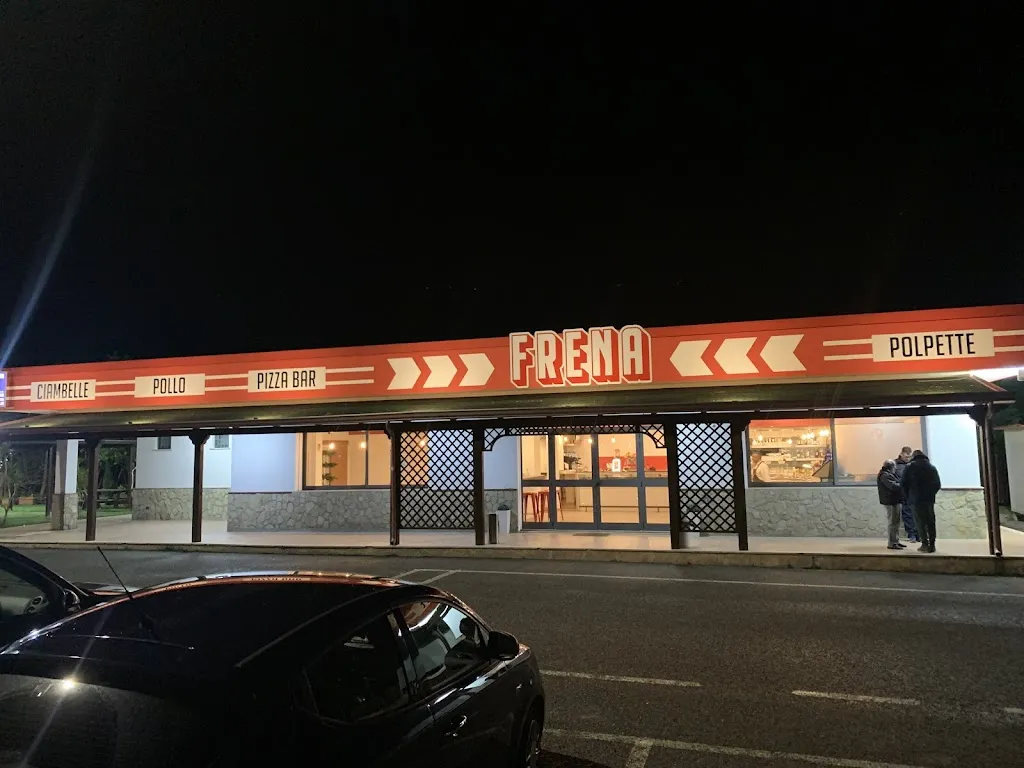 CIAMBELLE
POLLO
PIZZA BAR
FRENA
POLPETTE